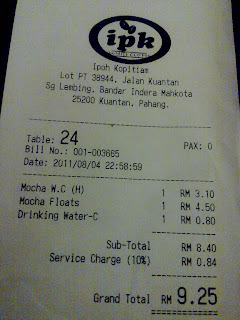 ipk
Ipoh Kopitiam
Lot PT 38944, Jalan Kuantan
Sg Lembing, Bandar Indera Mahkota
25200 Kuantan, Pahang.
Table: 24 PAX: 0
Bill No.: 001-003665
Date: 2011/08/04 22:58:59
Mocha W.C (H) 1 RM 3.10
Mocha Floats 1 RM 4.50
Drinking Water-C 1 RM 0.80
Sub-Total RM 8.40
Service Charge (10%) RM 0.84
Grand Total RM 9.25